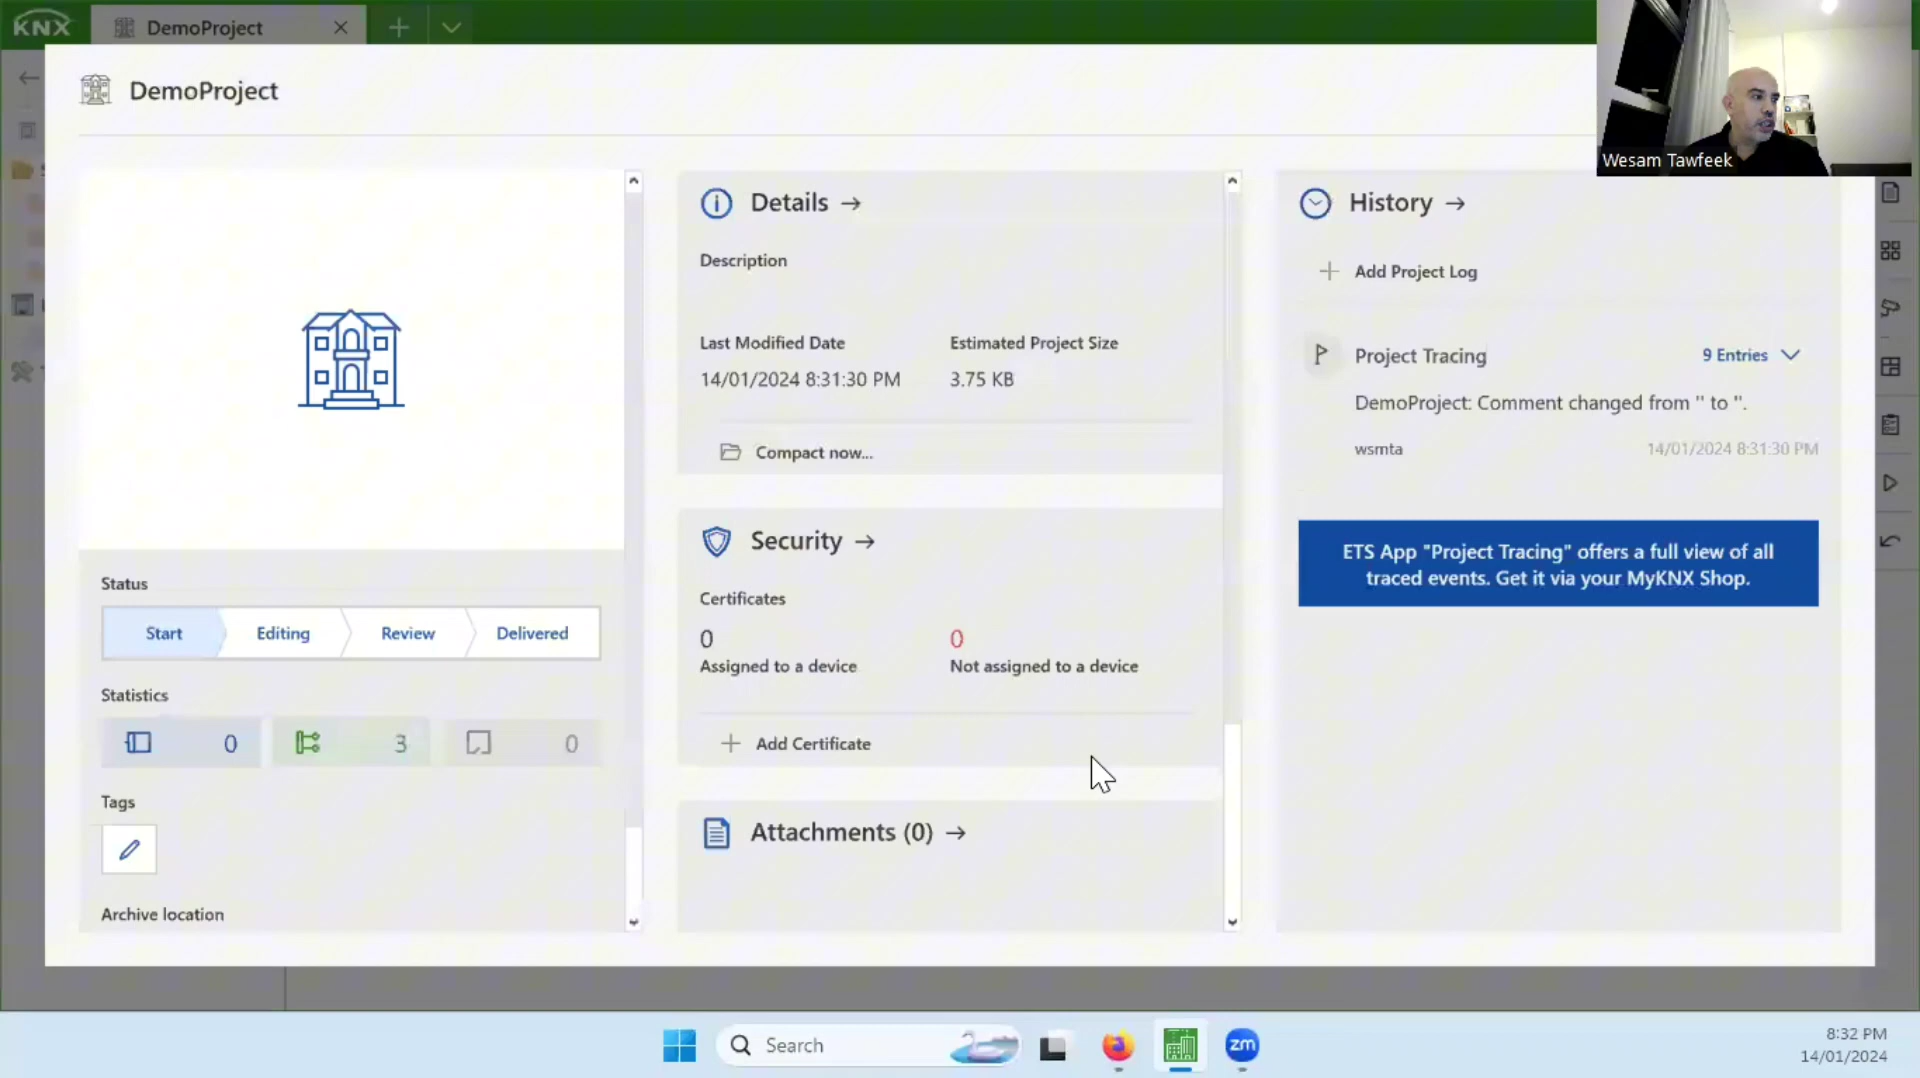 KNX
DemoProject
DemoProject
Wesam Tawfeek
Details
Description
Last Modified Date
Estimated Project Size
14/01/2024 8:31:30 PM
3.75 KB
Compact now...
Security
Certificates
0
0
Assigned to a device
Not assigned to a device
Add Certificate
Attachments (0)
History
Add Project Log
Project Tracing
9 Entries
DemoProject: Comment changed from '' to ''.
wsmta
14/01/2024 8:31:30 PM
ETS App "Project Tracing" offers a full view of all
traced events. Get it via your MyKNX Shop.
Status
Start
Editing
Review
Delivered
Statistics
0
3
0
Tags
Archive location
Search
zm
8:32 PM
14/01/2024